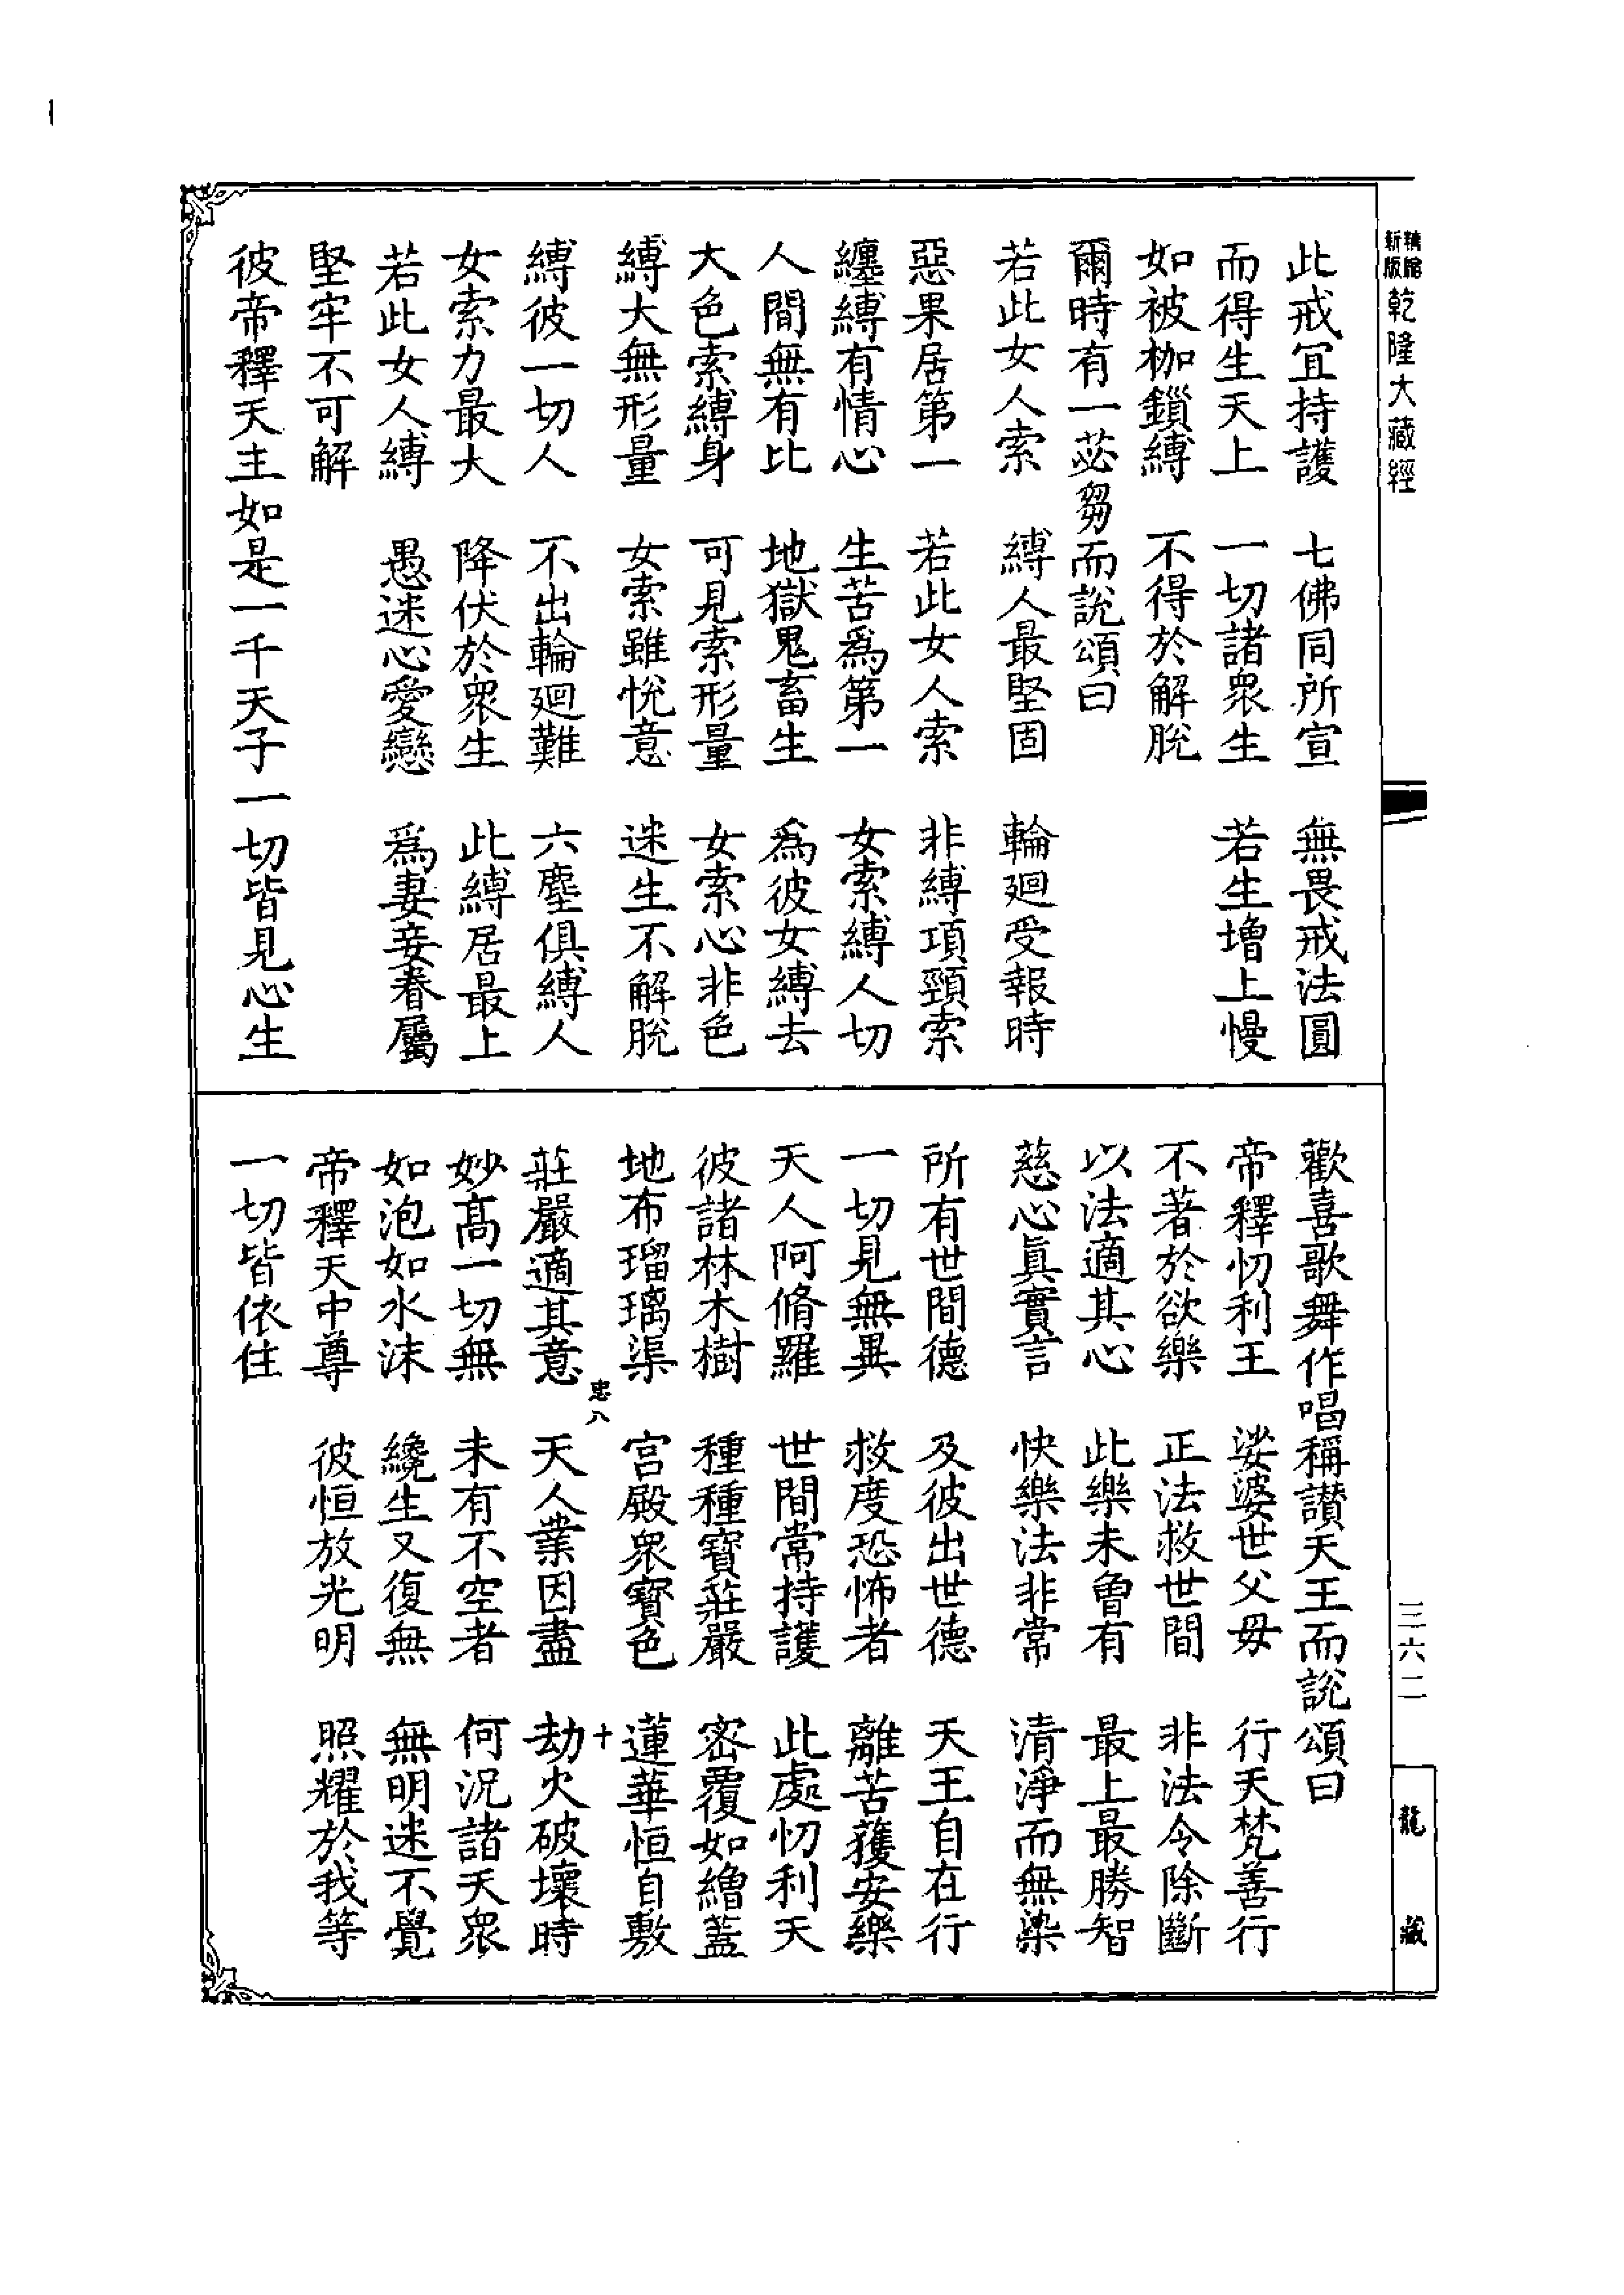 新版 精縮 乾隆大藏經
此戒宜持護 七佛同所宣 無畏戒法圓
而得生天上 一切諸衆生 若生增上慢
如被枷鎖縛 不得於解脫
爾時有一苾芻而說頌曰
若此女人索 縛人最堅固 輪迴受報時
惡果居第一 若此女人索 非縛項頸索
纏縛有情心 生苦爲第一 女索縛人切
人間無有比 地獄鬼畜生 爲彼女縛去
大色索縛身 可見索形量 女索心非色
縛大無形量 女索雖悅意 迷生不解脫
縛彼一切人 不出輪迴難 六塵俱縛人
女索力最大 降伏於衆生 此縛居最上
若此女人縛 愚迷心愛戀 爲妻妾眷屬
堅牢不可解
彼帝釋天主如是一千天子一切皆見心生
歡喜歌舞作唱稱讃天王而說頌曰
帝釋忉利王 娑婆世父母 行天梵善行
不著於欲樂 正法救世間 非法令除斷
以法適其心 此樂未曾有 最上最勝智
慈心眞實言 快樂法非常 清淨而無染
所有世間德 及彼出世德 天王自在行
一切見無異 救度恐怖者 離苦獲安樂
天人阿脩羅 世間常持護 此處忉利天
彼諸林木樹 種種寶莊嚴 密覆如繒蓋
地布瑠璃渠 宮殿衆寶色 蓮華恒自敷
忠八 十
莊嚴適其意 天人業因盡 劫火破壞時
妙高一切無 未有不空者 何況諸天衆
如泡如水沫 纔生又復無 無明迷不覺
帝釋天中尊 彼恒放光明 照耀於我等
一切皆依住
三六二
龍藏